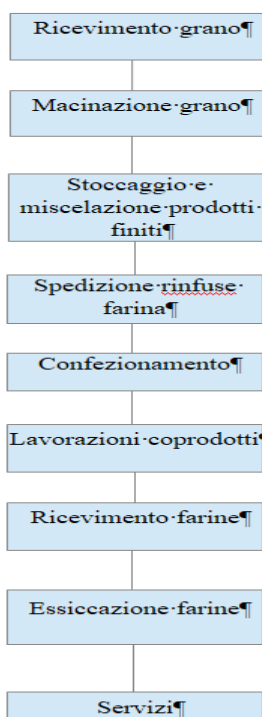 Ricevimento·grano¶
Macinazione·grano¶
Stoccaggio·e·
miscelazione·prodotti·
finiti¶
Spedizione·rinfuse·
farina¶
Confezionamento¶
Lavorazioni·coprodotti¶
Ricevimento·farine¶
Essiccazione·farine¶
Servizi¶